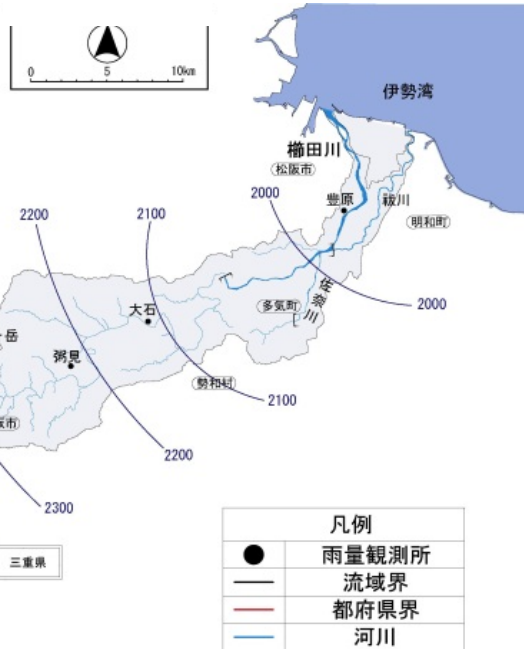 0 5 10km
伊勢湾
櫛田川
松阪市
豊原
祓川
明和町
2000
2100
2200
2000
佐奈川
多気町
大石
岳
粥見
勢和村
2100
阪市
2200
2300
三重県
凡例
雨量観測所
流域界
都府県界
河川